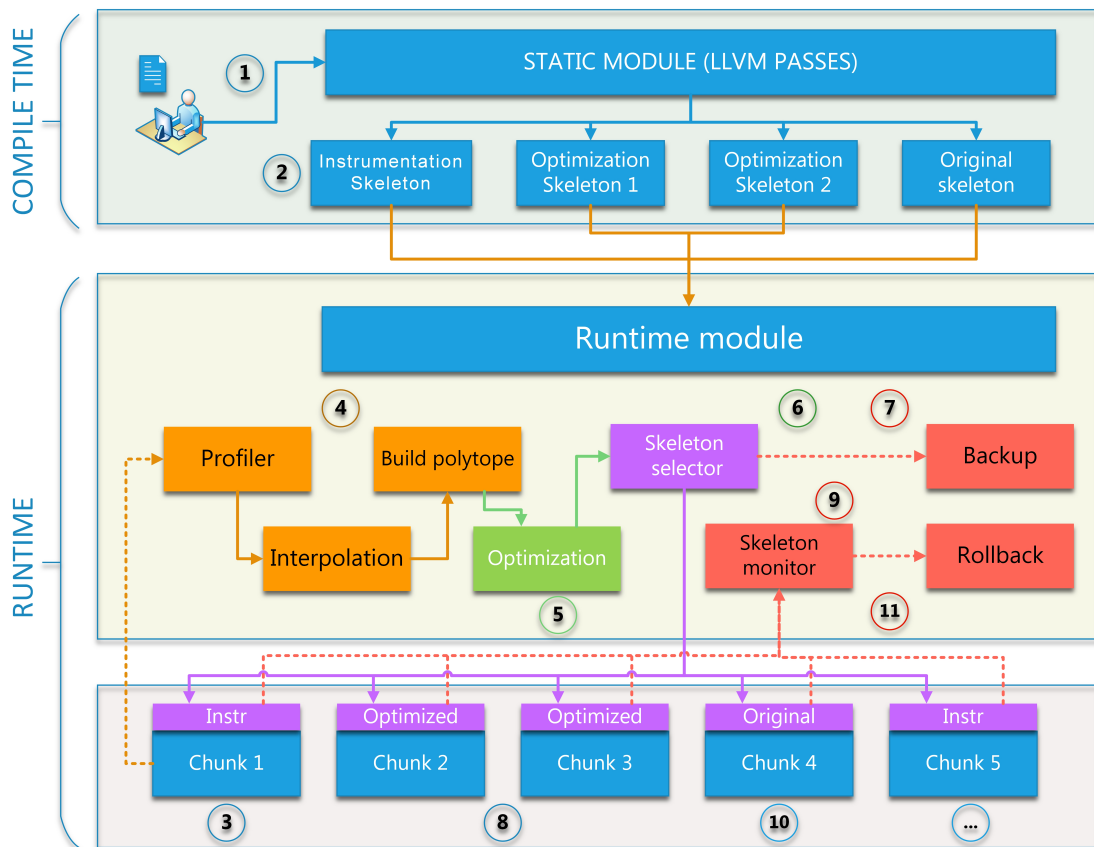 COMPILE TIME
1
STATIC MODULE (LLVM PASSES)
2
Instrumentation
Skeleton
Optimization
Skeleton 1
Optimization
Skeleton 2
Original
skeleton
RUNTIME
Runtime module
4
6
7
Profiler
Build polytope
Skeleton
selector
Backup
9
Interpolation
Optimization
Skeleton
monitor
Rollback
5
11
Instr
Chunk 1
Optimized
Chunk 2
Optimized
Chunk 3
Original
Chunk 4
Instr
Chunk 5
3
8
10
...